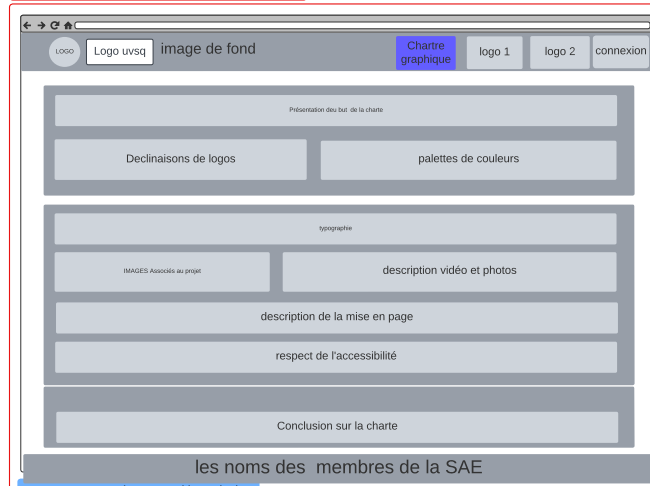 LOGO
Logo uvsq
image de fond
Chartre
graphique
logo 1
logo 2
connexion
Présentation deu but de la charte
Declinaisons de logos
palettes de couleurs
typographie
IMAGES Associés au projet
description vidéo et photos
description de la mise en page
respect de l'accessibilité
Conclusion sur la charte
les noms des membres de la SAE